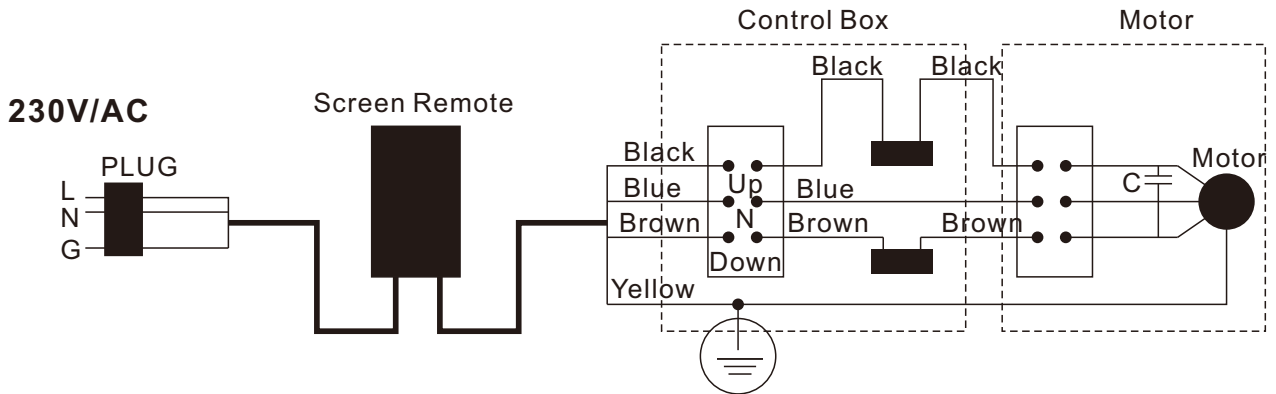 Control Box
Motor
230V/AC
Screen Remote
Black
Black
PLUG
L
N
G
Black
Blue
Brown
Yellow
Up
N
Down
Blue
Brown
Brown
C
Motor